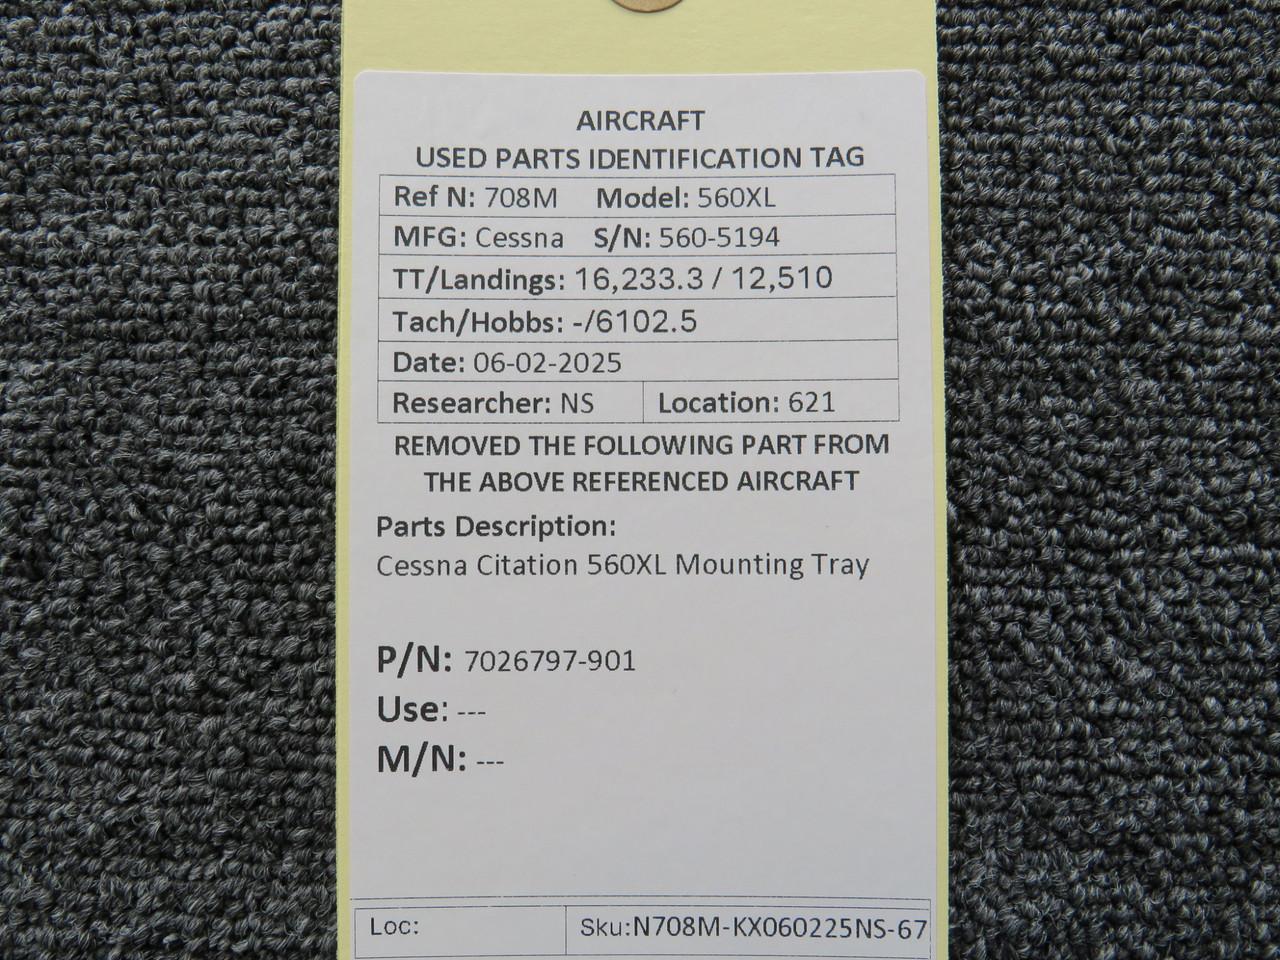 AIRCRAFT
USED PARTS IDENTIFICATION TAG
Ref N: 708M Model: 560XL
MFG: Cessna S/N: 560-5194
TT/Landings: 16,233.3 / 12,510
Tach/Hobbs: -/6102.5
Date: 06-02-2025
Researcher: NS Location: 621
REMOVED THE FOLLOWING PART FROM
THE ABOVE REFERENCED AIRCRAFT
Parts Description:
Cessna Citation 560XL Mounting Tray
P/N: 7026797-901
Use: ---
M/N: ---
Loc: Sku:N708M-KX060225NS-67